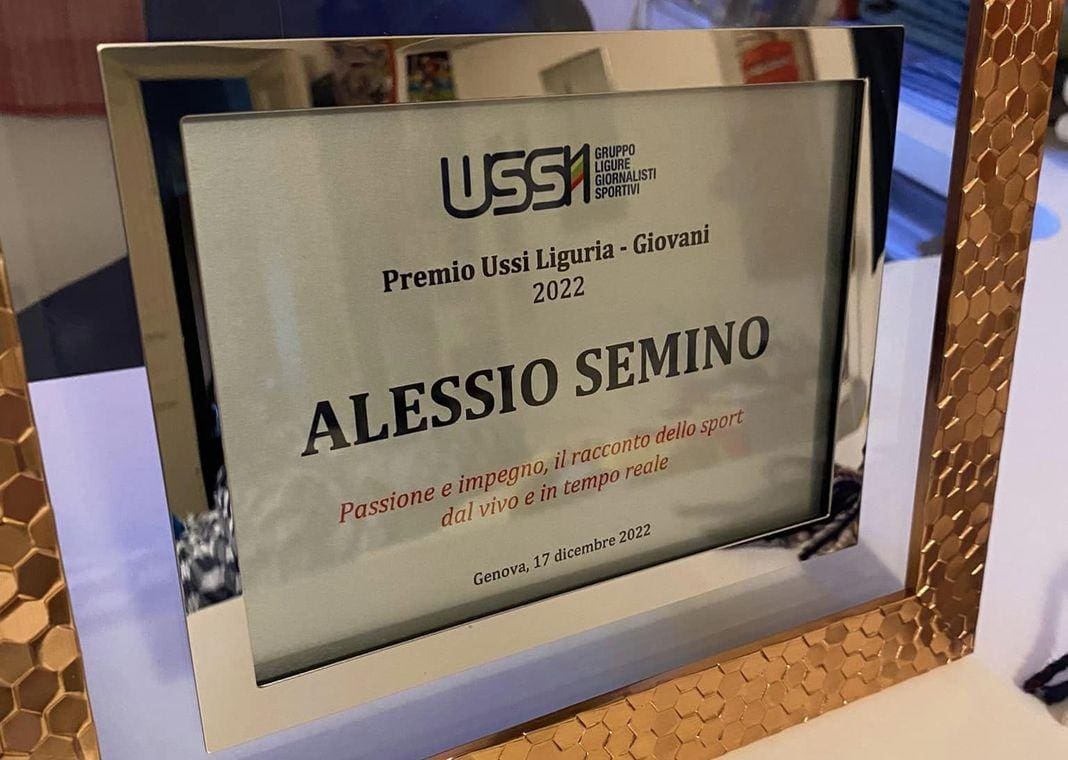 USSI
GRUPPO
LIGURE
GIORNALISTI
SPORTIVI
Premio Ussi Liguria - Giovani
2022
ALESSIO SEMINO
Passione e impegno, il racconto dello sport
dal vivo e in tempo reale
Genova, 17 dicembre 2022